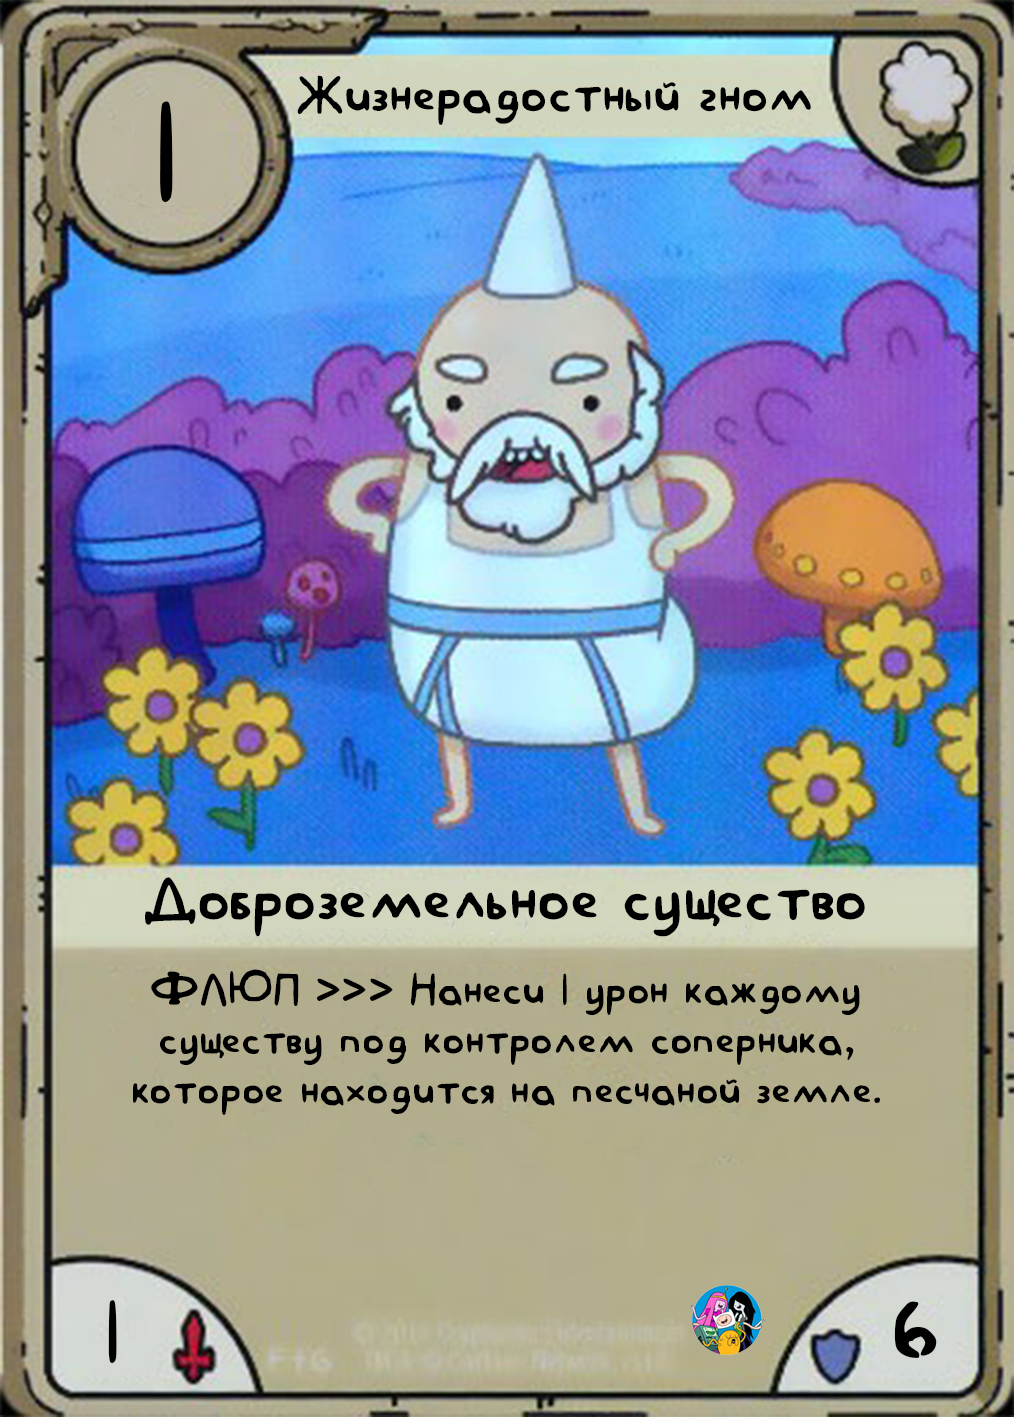 1
Жизнерадостный гном
Доброземельное существо
ФЛЮП >>> Нанеси 1 урон каждому
существу под контролем соперника,
которое находится на песчаной земле.
1
6